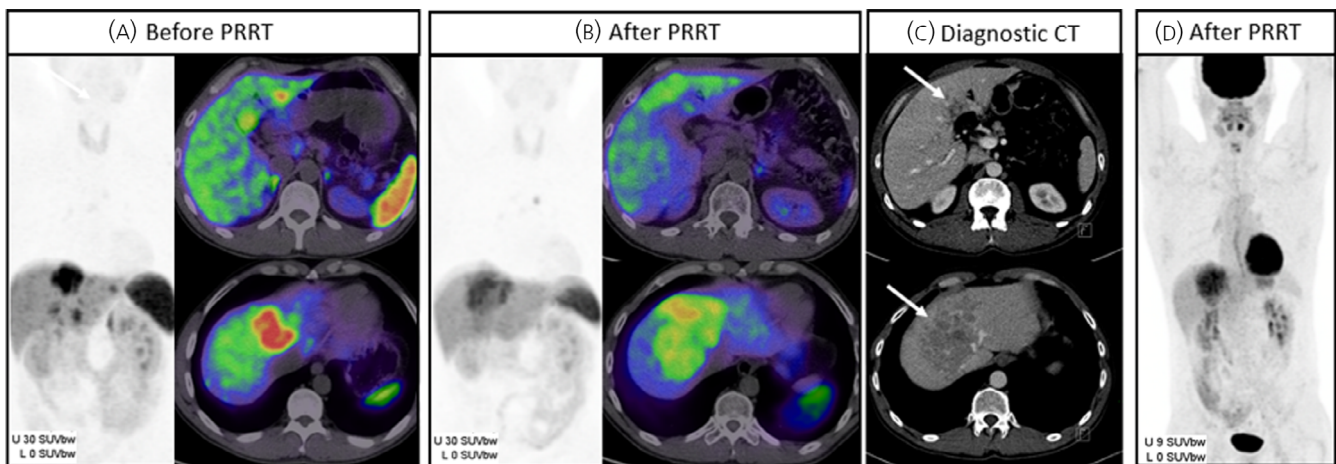 (A) Before PRRT
(B) After PRRT
(C) Diagnostic CT
(D) After PRRT
U 30 SUVbw
L 0 SUVbw
U 30 SUVbw
L 0 SUVbw
U 9 SUVbw
L 0 SUVbw